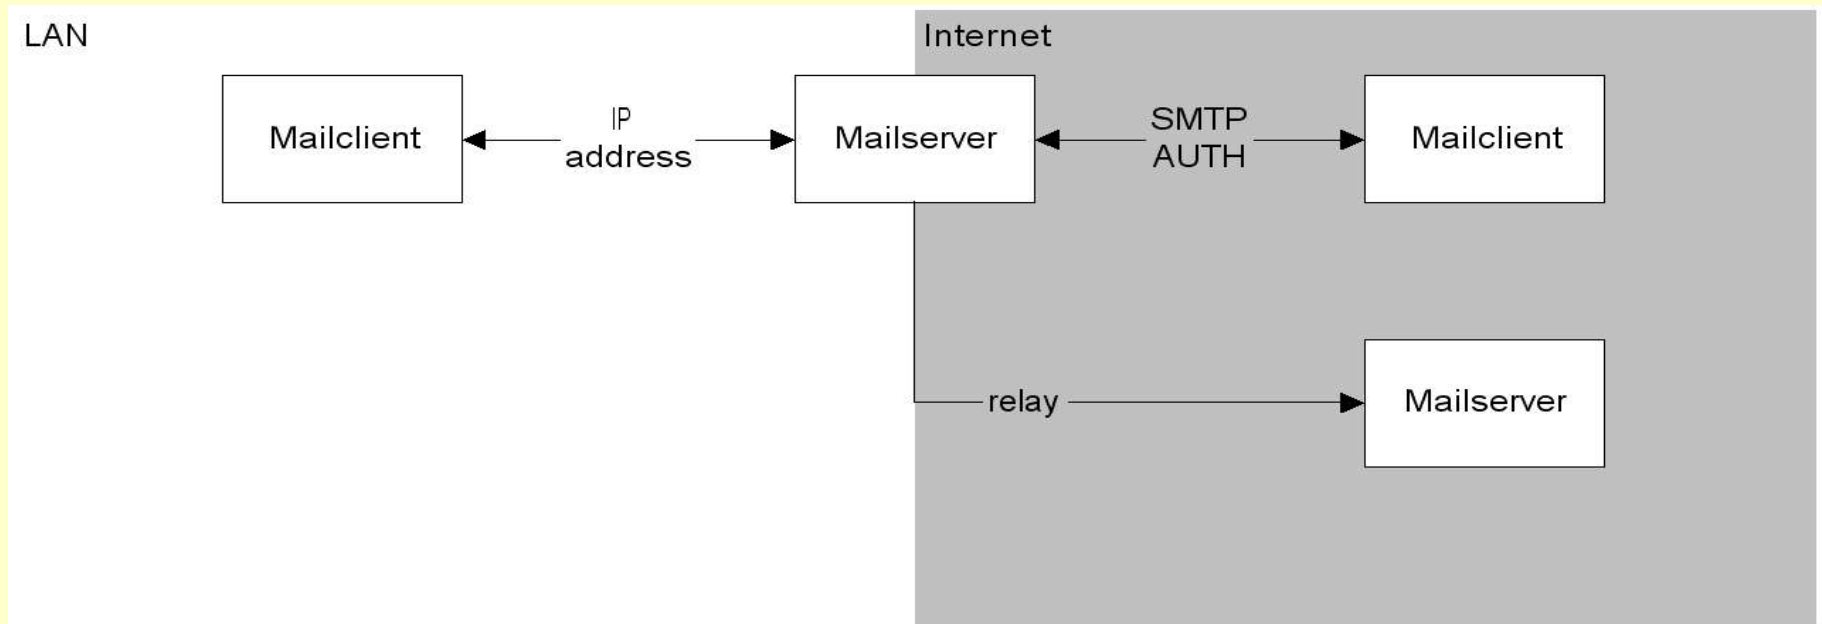 LAN
Internet
Mailclient
IP
address
Mailserver
SMTP
AUTH
Mailclient
relay
Mailserver